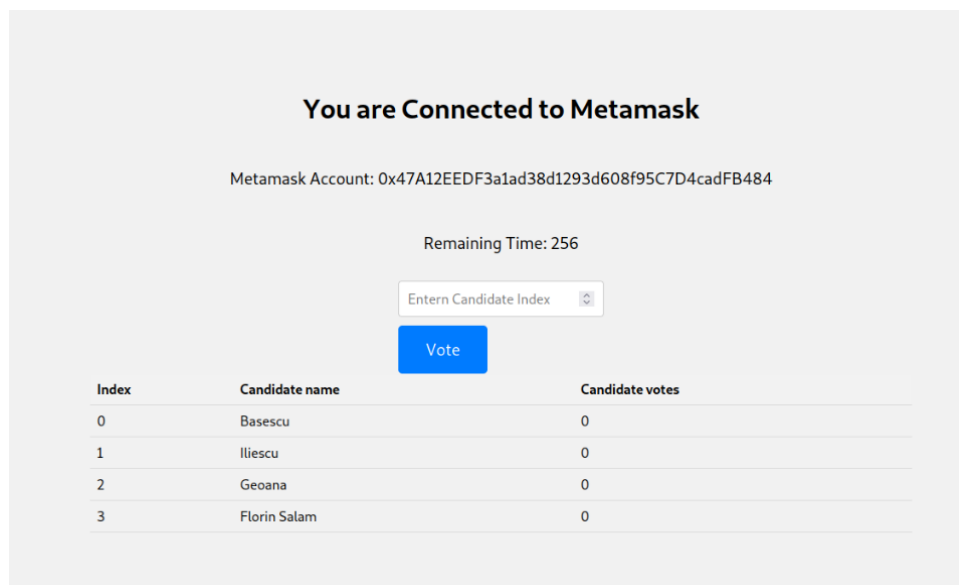 You are Connected to Metamask
Metamask Account: 0x47A12EEDF3a1ad38d1293d608f95C7D4cadFB484
Remaining Time: 256
Entern Candidate Index
Vote
Index Candidate name Candidate votes
0 Basescu 0
1 Iliescu 0
2 Geoana 0
3 Florin Salam 0